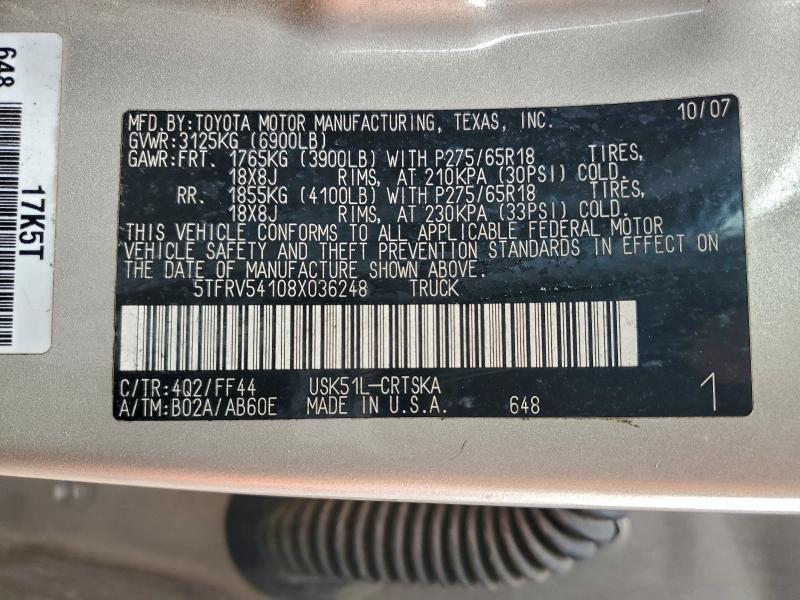 648
17K5T
MFD.BY:TOYOTA MOTOR MANUFACTURING, TEXAS, INC. 10/07
GVWR:3125KG (6900LB)
GAWR:FRT. 1765KG (3900LB) WITH P275/65R18 TIRES,
18X8J RIMS, AT 210KPA (30PSI) COLD.
RR. 1855KG (4100LB) WITH P275/65R18 TIRES,
18X8J RIMS, AT 230KPA (33PSI) COLD.
THIS VEHICLE CONFORMS TO ALL APPLICABLE FEDERAL MOTOR
VEHICLE SAFETY AND THEFT PREVENTION STANDARDS IN EFFECT ON
THE DATE OF MANUFACTURE SHOWN ABOVE.
5TFRV54108X036248 TRUCK
C/TR:4Q2/FF44 USK51L-CRTSKA
A/TM:B02A/AB60E MADE IN U.S.A. 648 1